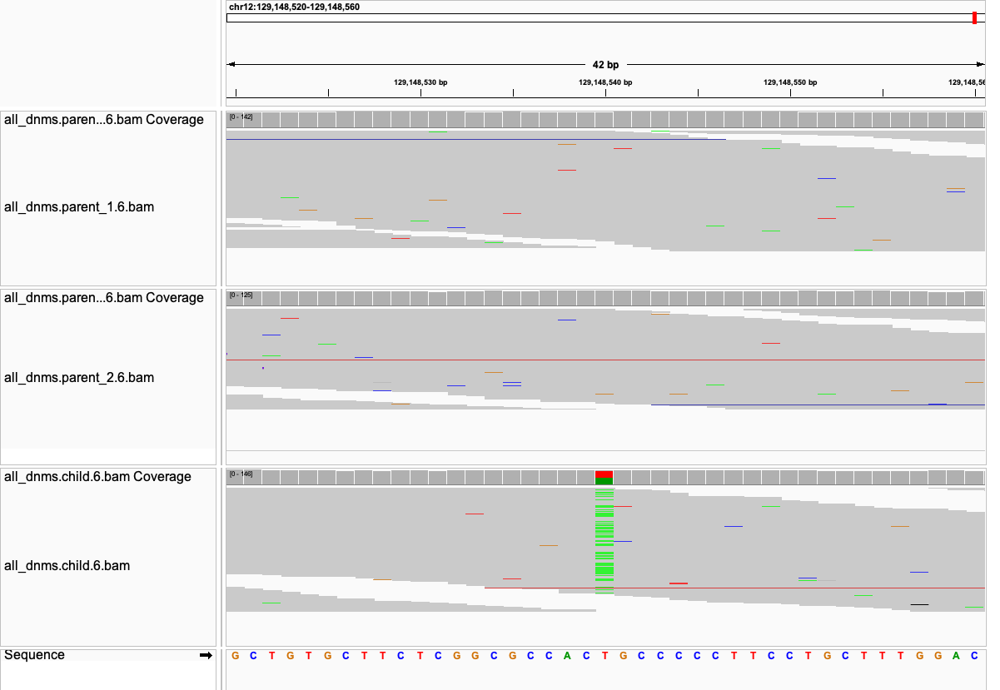 chr12:129,148,520-129,148,560
42 bp
129,148,530 bp 129,148,540 bp 129,148,550 bp 129,148,56
all_dnms.paren...6.bam Coverage [0 - 142]
all_dnms.parent_1.6.bam
all_dnms.paren...6.bam Coverage [0 - 125]
all_dnms.parent_2.6.bam
all_dnms.child.6.bam Coverage [0 - 146]
all_dnms.child.6.bam
Sequence G C T G T G C T T C T C G G C G C C A C T G C C C C C T T C C T G C T T T G G A C